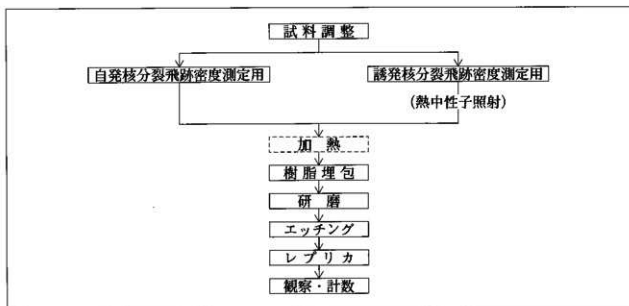 試料調整
自発核分裂飛跡密度測定用
誘発核分裂飛跡密度測定用
(熱中性子照射)
加熱
樹脂埋包
研磨
エッチング
レプリカ
観察・計数